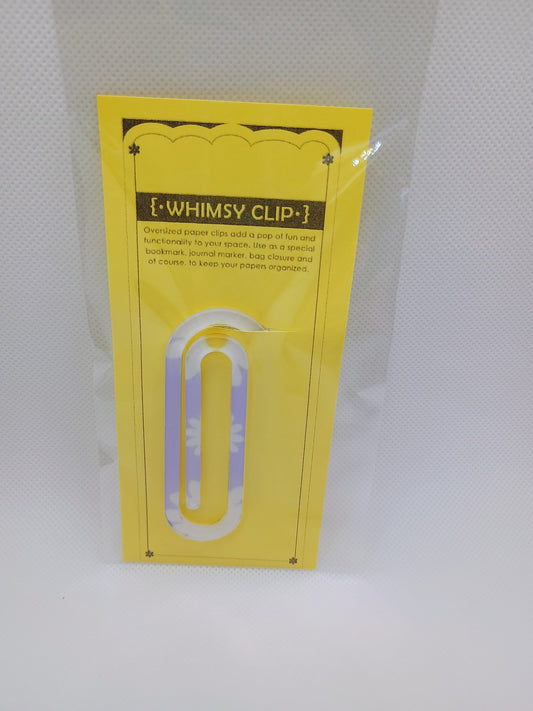 {·WHIMSY CLIP·}
Oversized paper clips add a pop of fun and
functionality to your space. Use as a special
bookmark, journal marker, bag closure and
of course, to keep your papers organized.